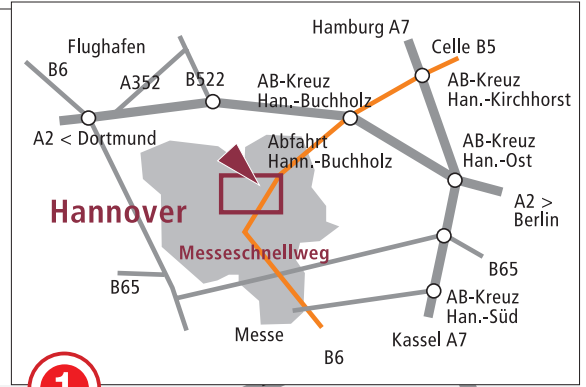 Hamburg A7
Flughafen
Celle B5
B6
A352
B522
AB-Kreuz
Han.-Buchholz
AB-Kreuz
Han.-Kirchhorst
A2 < Dortmund
Abfahrt
Hann.-Buchholz
AB-Kreuz
Han.-Ost
Hannover
A2 >
Berlin
Messeschnellweg
B65
B65
AB-Kreuz
Han.-Süd
Messe
Kassel A7
B6
1